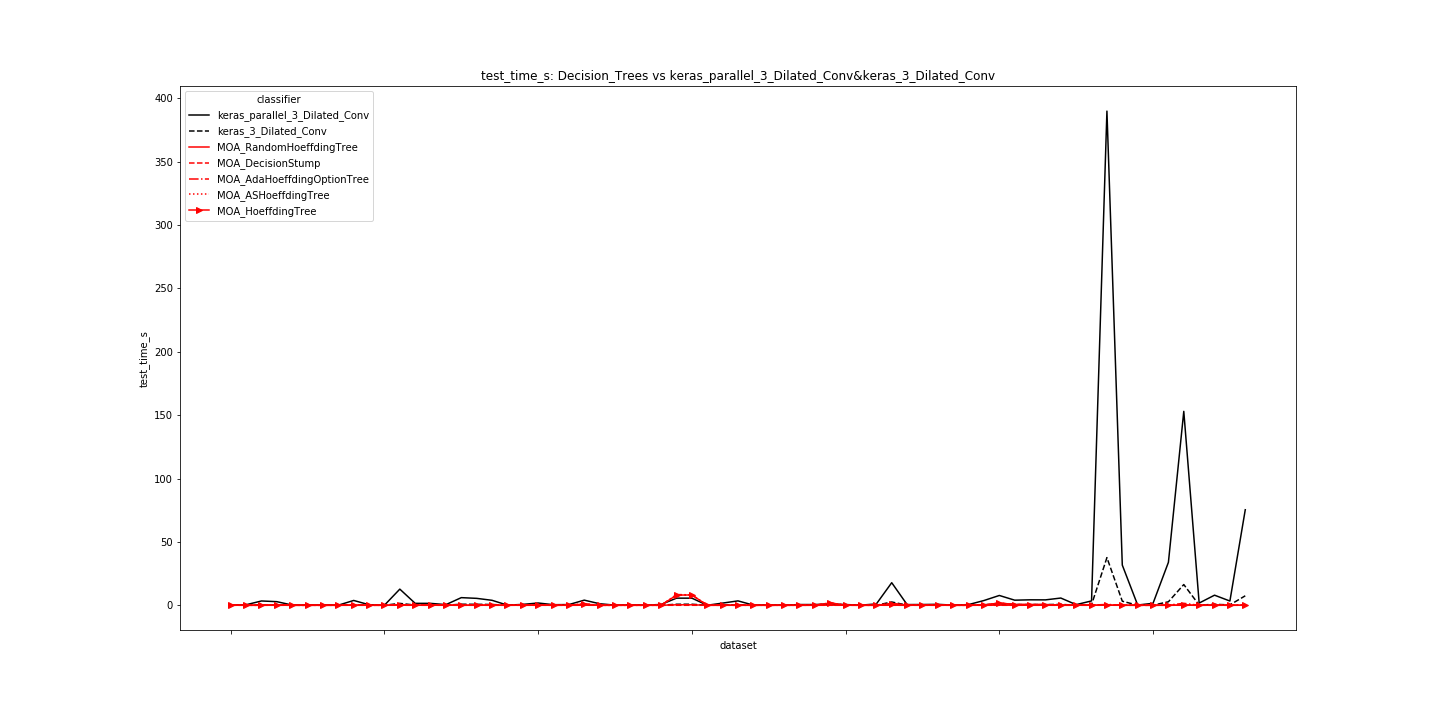 test_time_s: Decision_Trees vs keras_parallel_3_Dilated_Conv&keras_3_Dilated_Conv
classifier
keras_parallel_3_Dilated_Conv
keras_3_Dilated_Conv
MOA_RandomHoeffdingTree
MOA_DecisionStump
MOA_AdaHoeffdingOptionTree
MOA_ASHoeffdingTree
MOA_HoeffdingTree
400
350
300
250
200
150
100
50
0
test_time_s
dataset